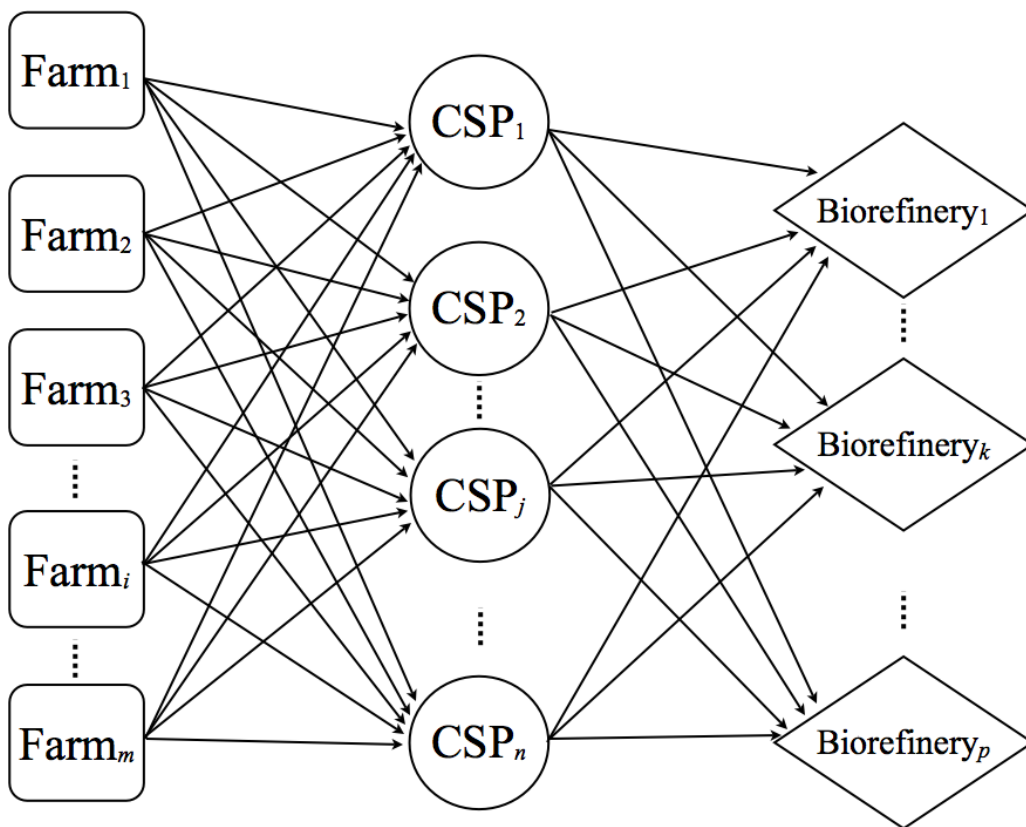 Farm₁
Farm₂
Farm₃
Farmᵢ
Farmₘ
CSP₁
CSP₂
CSPⱼ
CSPₙ
Biorefinery₁
Biorefineryₖ
Biorefineryₚ